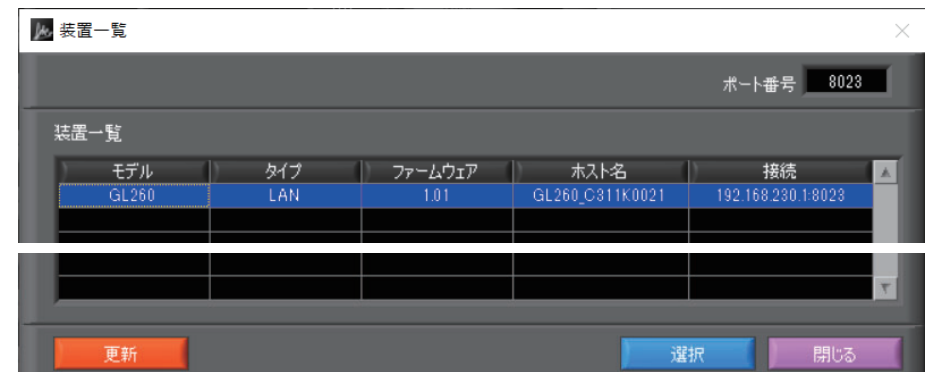 装置一覧
ポート番号 8023
装置一覧
モデル タイプ ファームウェア ホスト名 接続
GL260 LAN 1.01 GL260_C311K0021 192.168.230.1:8023
更新 選択 閉じる